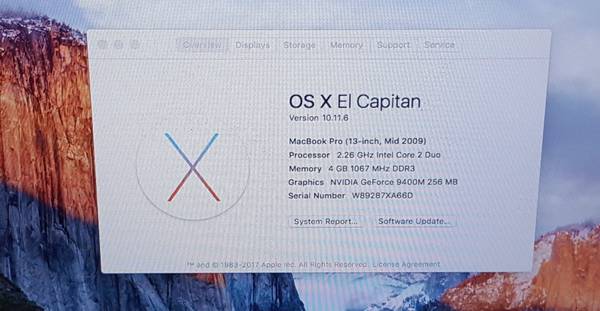 Overview Displays Storage Memory Support Service
OS X El Capitan
Version 10.11.6
MacBook Pro (13-inch, Mid 2009)
Processor 2.26 GHz Intel Core 2 Duo
Memory 4 GB 1067 MHz DDR3
Graphics NVIDIA GeForce 9400M 256 MB
Serial Number W89287XA66D
System Report... Software Update...
™ and © 1983-2017 Apple Inc. All Rights Reserved. License Agreement